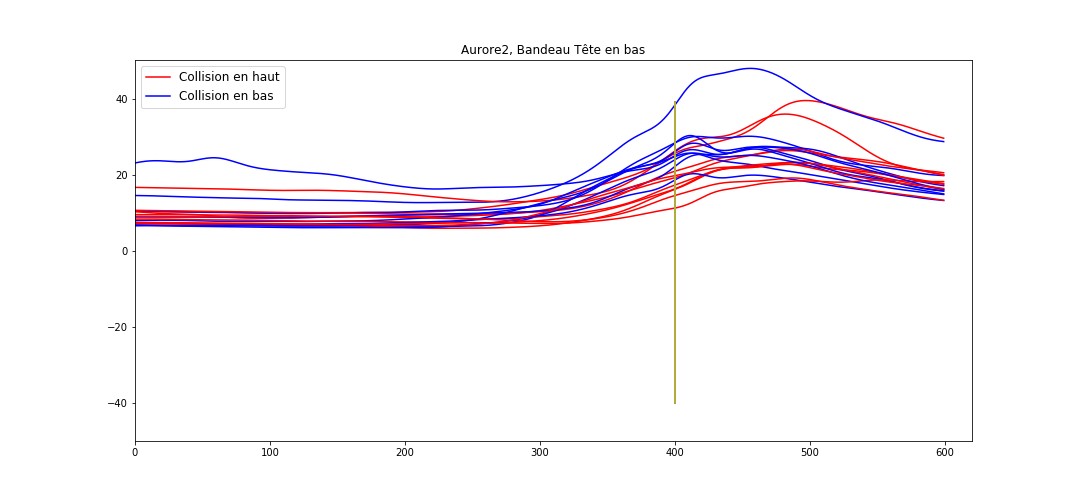 Aurore2, Bandeau Tête en bas
Collision en haut
Collision en bas
40
20
0
−20
−40
0 100 200 300 400 500 600